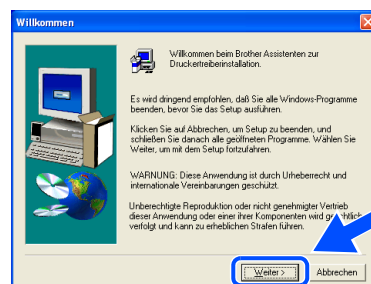 Willkommen
Willkommen beim Brother Assistenten zur
Druckertreiberinstallation.
Es wird dringend empfohlen, daß Sie alle Windows-Programme
beenden, bevor Sie das Setup ausführen.
Klicken Sie auf Abbrechen, um Setup zu beenden, und
schließen Sie danach alle geöffneten Programme. Wählen Sie
Weiter, um mit dem Setup fortzufahren.
WARNUNG: Diese Anwendung ist durch Urheberrecht und
internationale Vereinbarungen geschützt.
Unberechtigte Reproduktion oder nicht genehmigter Vertrieb
dieser Anwendung oder einer ihrer Komponenten wird gerichtlich
verfolgt und kann zu erheblichen Strafen führen.
Weiter >
Abbrechen